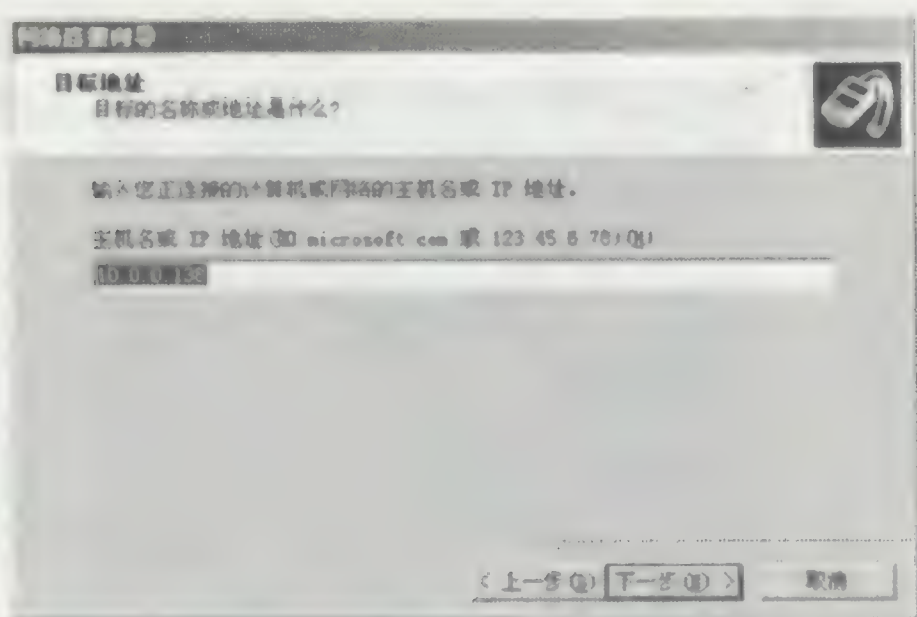 网络连接向导
目标地址
目标的名称或地址是什么?
输入您正连接的计算机或网络的主机名或 IP 地址。
主机名或 IP 地址(如 microsoft com 或 123 45 6 78)(H)
10.0.0.138
< 上一步(B)
下一步(N) >
取消